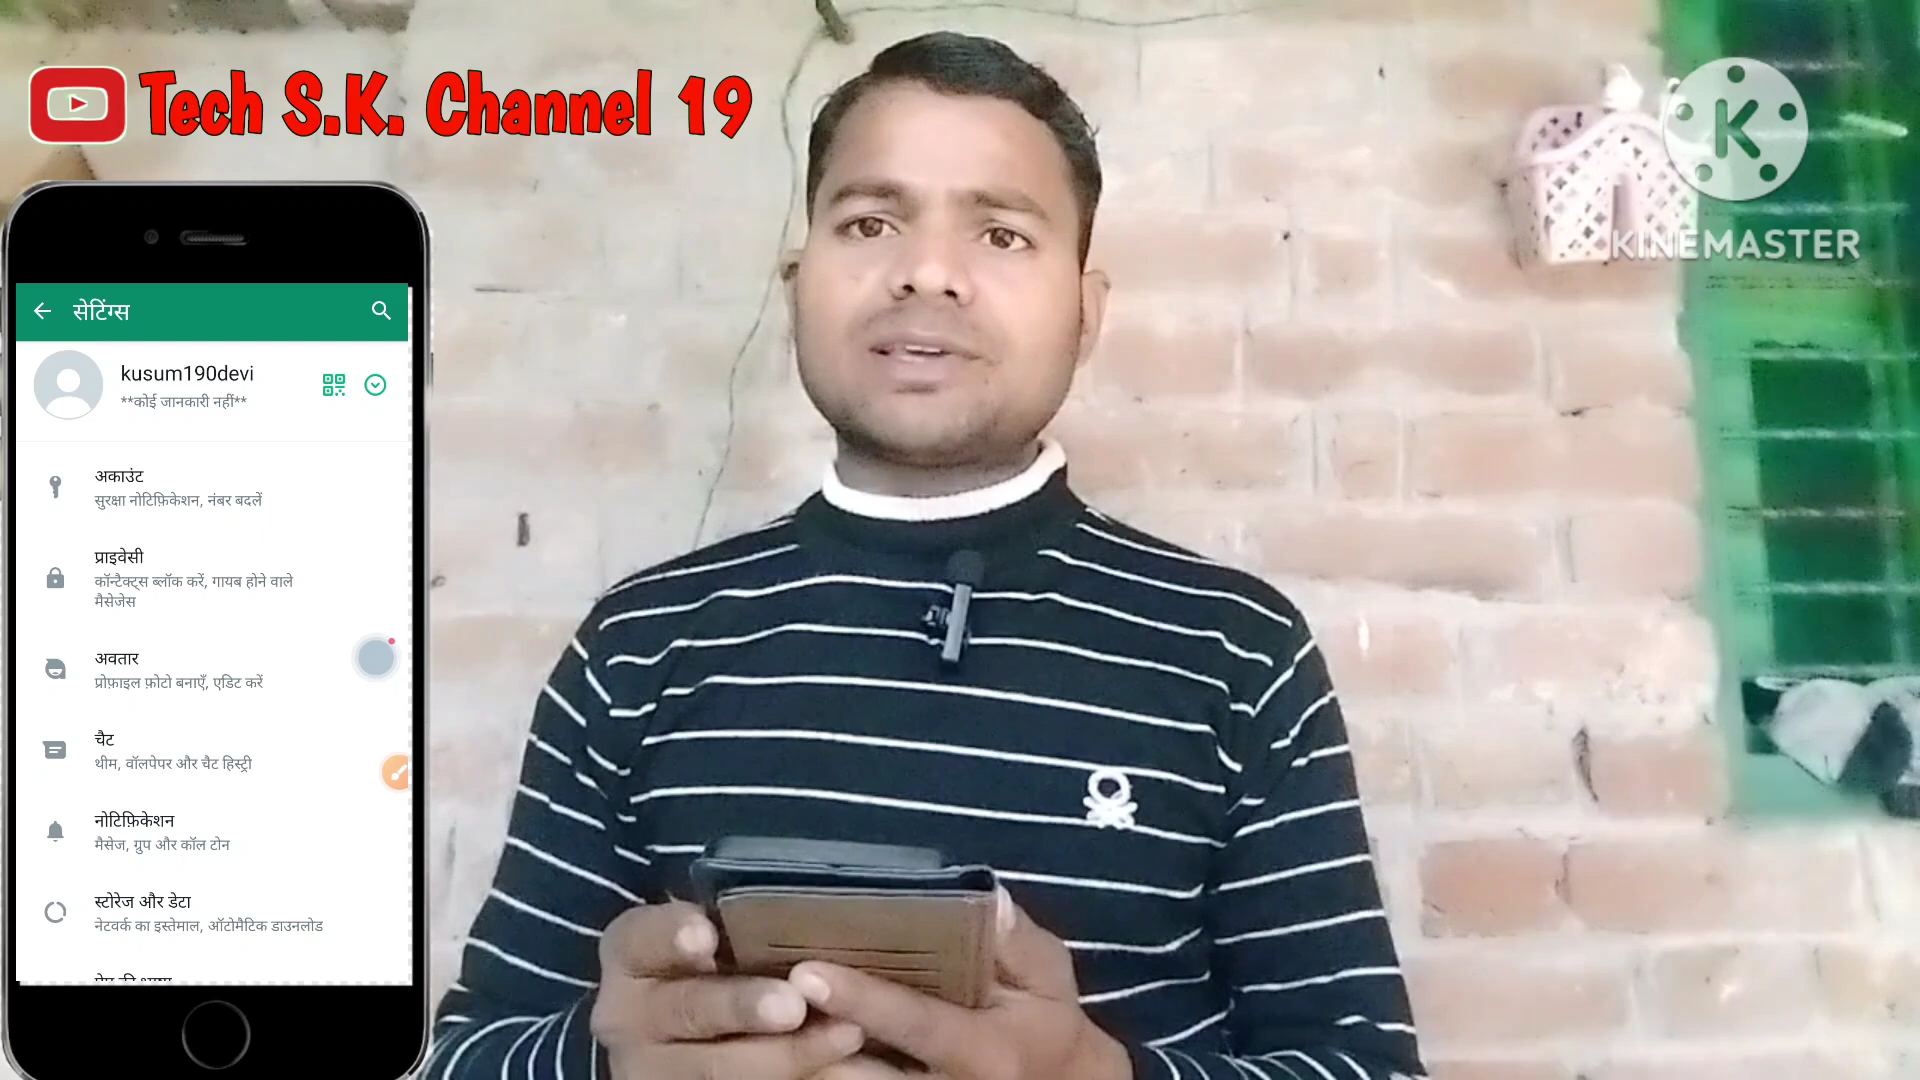 Tech S.K. Channel 19
KINEMASTER
सेटिंग्स
kusum190devi
**कोई जानकारी नहीं**
अकाउंट
सुरक्षा नोटिफ़िकेशन, नंबर बदलें
प्राइवेसी
कॉन्टैक्ट्स ब्लॉक करें, गायब होने वाले
मैसेजेस
अवतार
प्रोफ़ाइल फ़ोटो बनाएँ, एडिट करें
चैट
थीम, वॉलपेपर और चैट हिस्ट्री
नोटिफ़िकेशन
मैसेज, ग्रुप और कॉल टोन
स्टोरेज और डेटा
नेटवर्क का इस्तेमाल, ऑटोमैटिक डाउनलोड